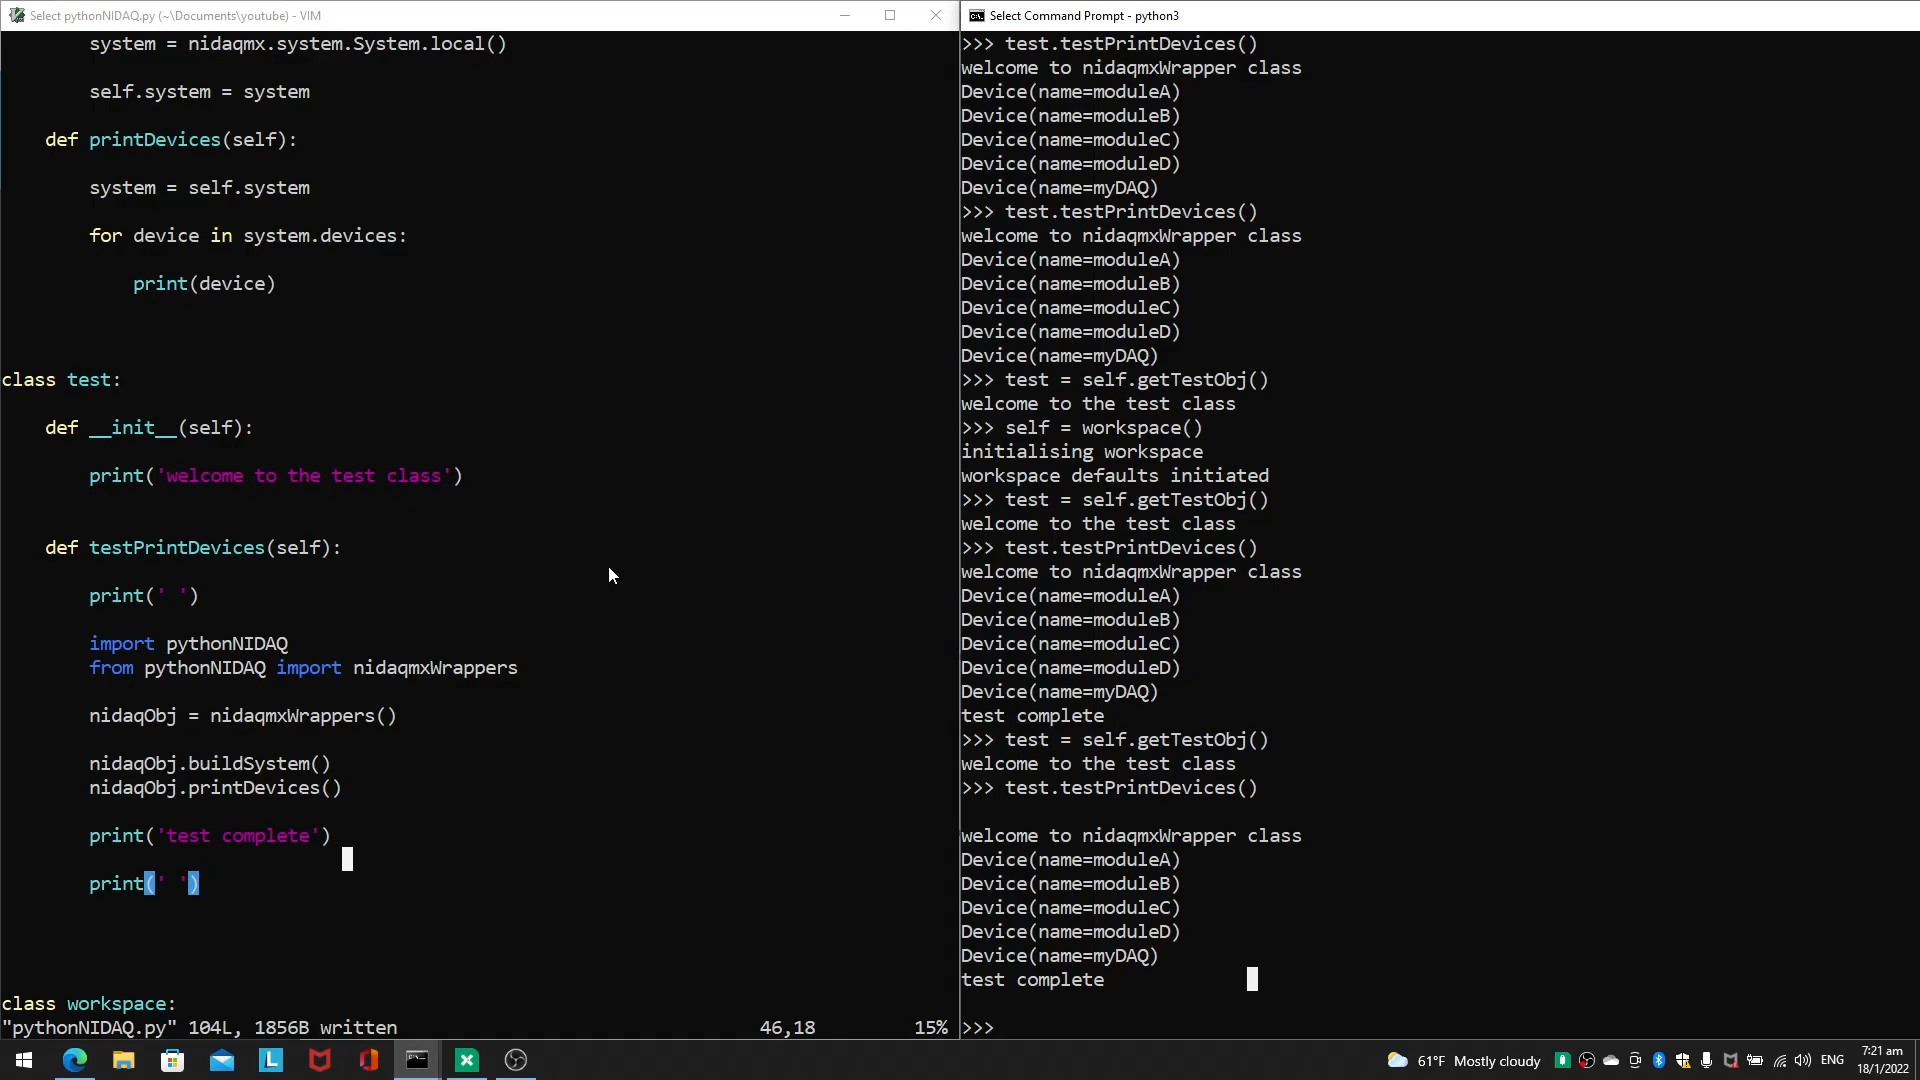 Select pythonNIDAQ.py (~\Documents\youtube) - VIM
system = nidaqmx.system.System.local()
self.system = system
def printDevices(self):
system = self.system
for device in system.devices:
print(device)
class test:
def __init__(self):
print('welcome to the test class')
def testPrintDevices(self):
print(' ')
import pythonNIDAQ
from pythonNIDAQ import nidaqmxWrappers
nidaqObj = nidaqmxWrappers()
nidaqObj.buildSystem()
nidaqObj.printDevices()
print('test complete')
print(' ')
class workspace:
"pythonNIDAQ.py" 104L, 1856B written 46,18 15%
Select Command Prompt - python3
>>> test.testPrintDevices()
welcome to nidaqmxWrapper class
Device(name=moduleA)
Device(name=moduleB)
Device(name=moduleC)
Device(name=moduleD)
Device(name=myDAQ)
>>> test.testPrintDevices()
welcome to nidaqmxWrapper class
Device(name=moduleA)
Device(name=moduleB)
Device(name=moduleC)
Device(name=moduleD)
Device(name=myDAQ)
>>> test = self.getTestObj()
welcome to the test class
>>> self = workspace()
initialising workspace
workspace defaults initiated
>>> test = self.getTestObj()
welcome to the test class
>>> test.testPrintDevices()
welcome to nidaqmxWrapper class
Device(name=moduleA)
Device(name=moduleB)
Device(name=moduleC)
Device(name=moduleD)
Device(name=myDAQ)
test complete
>>> test = self.getTestObj()
welcome to the test class
>>> test.testPrintDevices()
welcome to nidaqmxWrapper class
Device(name=moduleA)
Device(name=moduleB)
Device(name=moduleC)
Device(name=moduleD)
Device(name=myDAQ)
test complete
>>>
L
61°F Mostly cloudy
ENG
7:21 am
18/1/2022